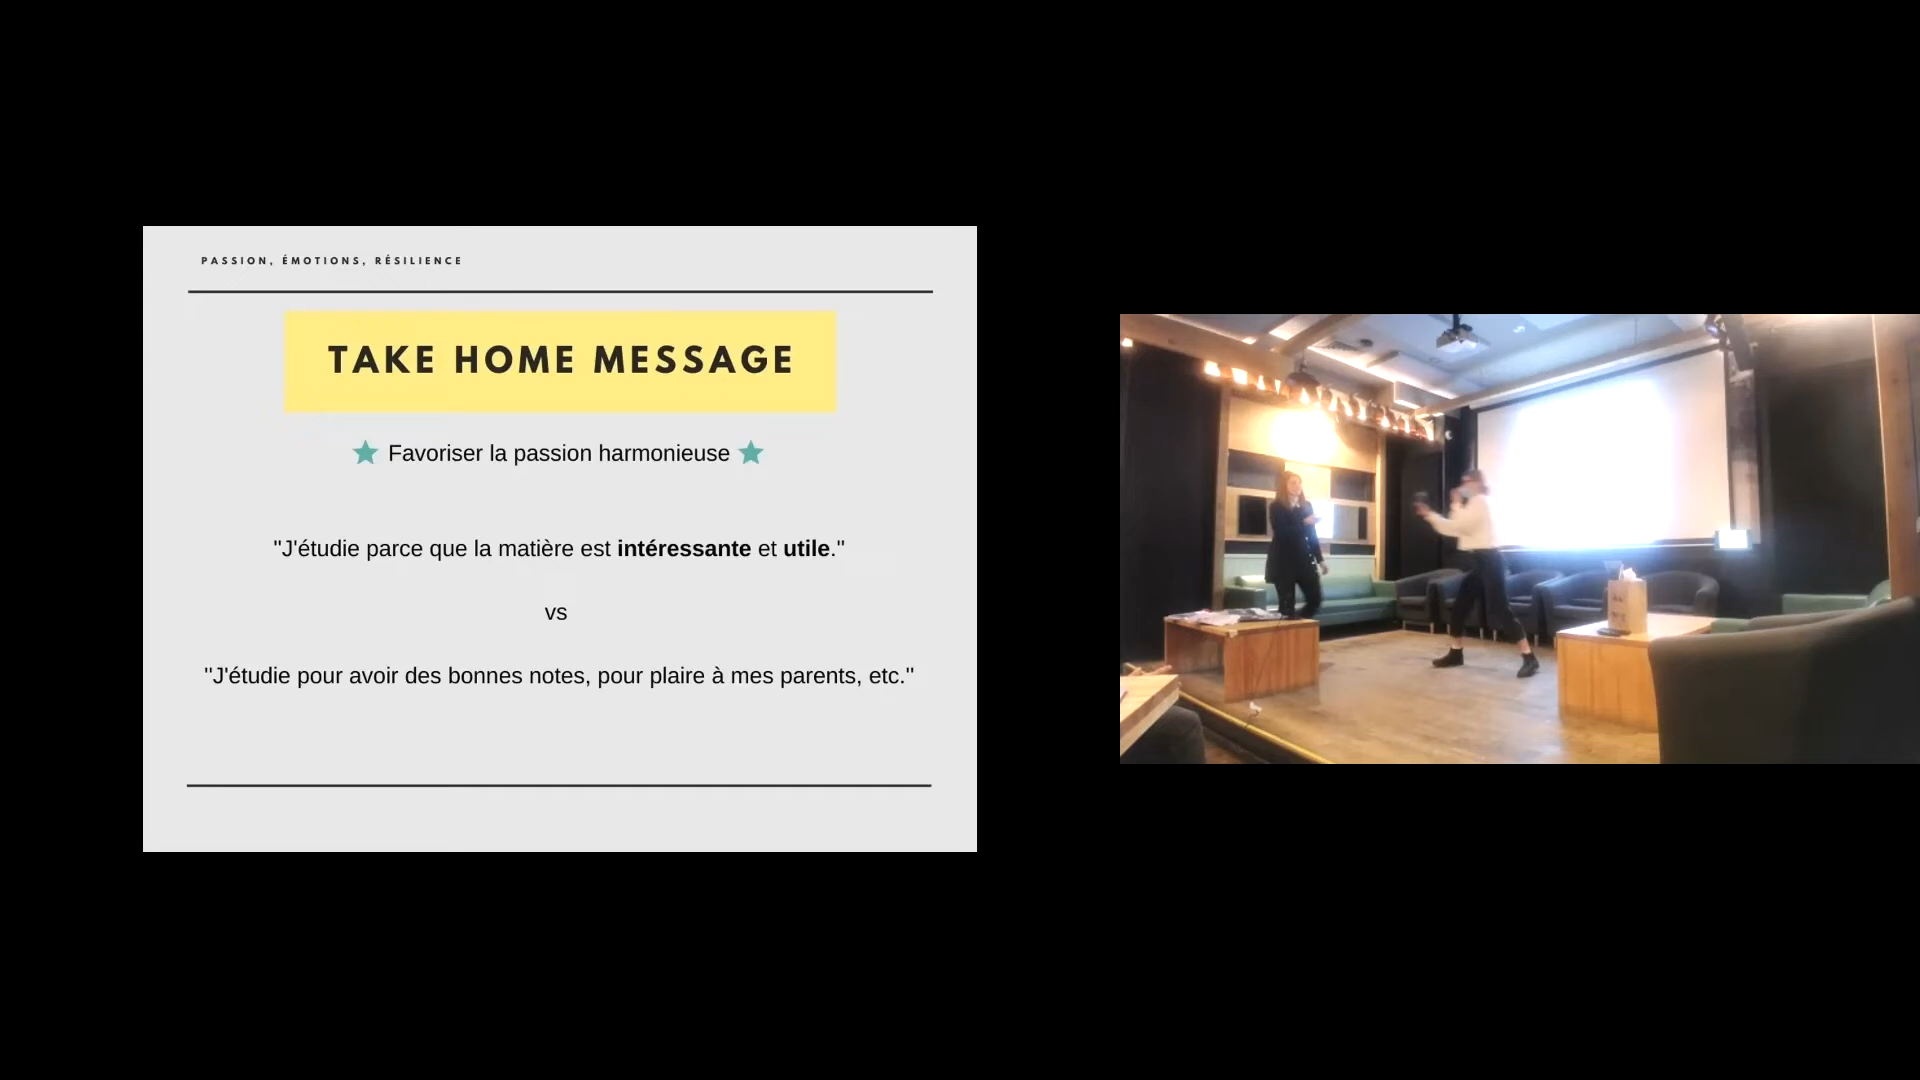 PASSION, ÉMOTIONS, RÉSILIENCE
TAKE HOME MESSAGE
Favoriser la passion harmonieuse
"J'étudie parce que la matière est intéressante et utile."
vs
"J'étudie pour avoir des bonnes notes, pour plaire à mes parents, etc."